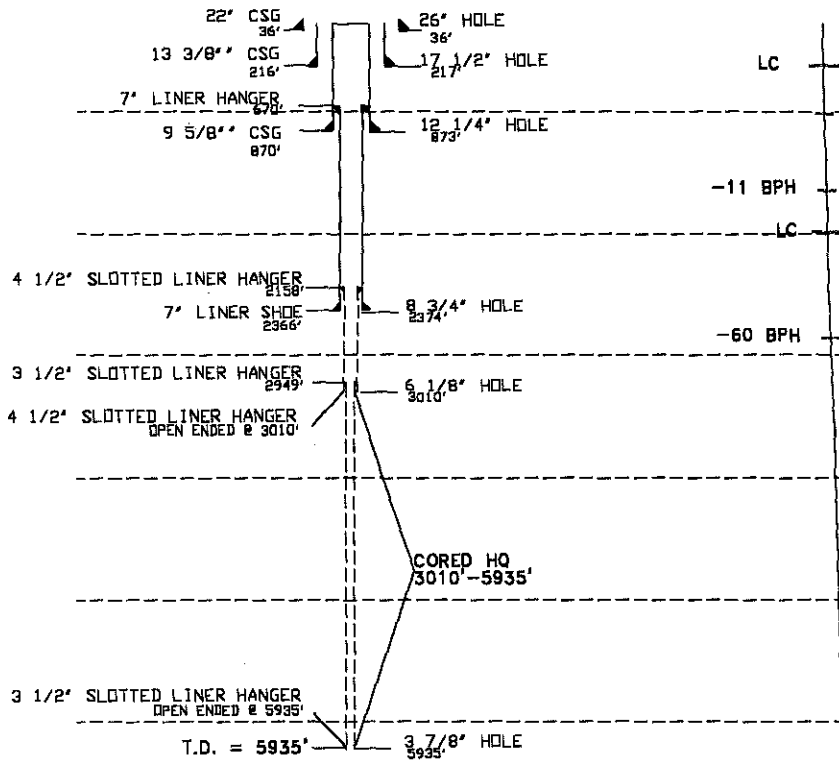 22" CSG
36'
26" HOLE
36'
13 3/8"" CSG
216'
17 1/2" HOLE
217'
LC
7" LINER HANGER
670'
9 5/8"" CSG
870'
12 1/4" HOLE
873'
-11 BPH
LC
4 1/2" SLOTTED LINER HANGER
2158'
7" LINER SHOE
2366'
8 3/4" HOLE
2374'
-60 BPH
3 1/2" SLOTTED LINER HANGER
2949'
6 1/8" HOLE
3010'
4 1/2" SLOTTED LINER HANGER
OPEN ENDED @ 3010'
CORED HQ
3010'-5935'
3 1/2" SLOTTED LINER HANGER
OPEN ENDED @ 5935'
T.D. = 5935'
3 7/8" HOLE
5935'